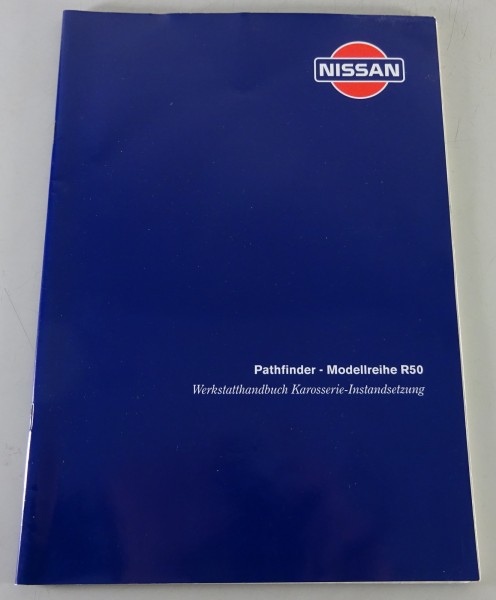 NISSAN
Pathfinder - Modellreihe R50
Werkstatthandbuch Karosserie-Instandsetzung